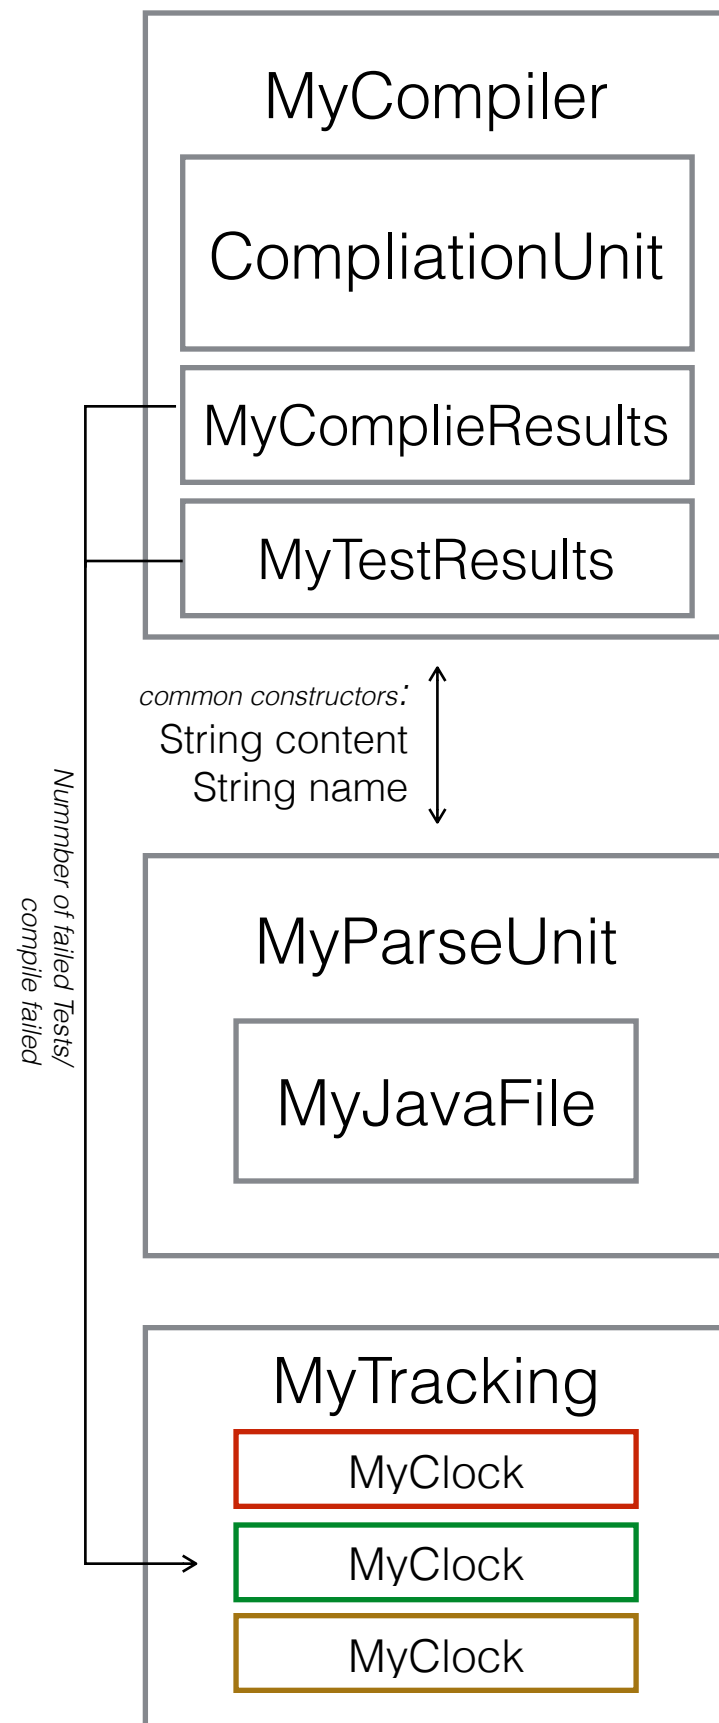 MyCompiler
CompliationUnit
MyComplieResults
MyTestResults
common constructors:
String content
String name
Nummber of failed Tests/
compile failed
MyParseUnit
MyJavaFile
MyTracking
MyClock
MyClock
MyClock